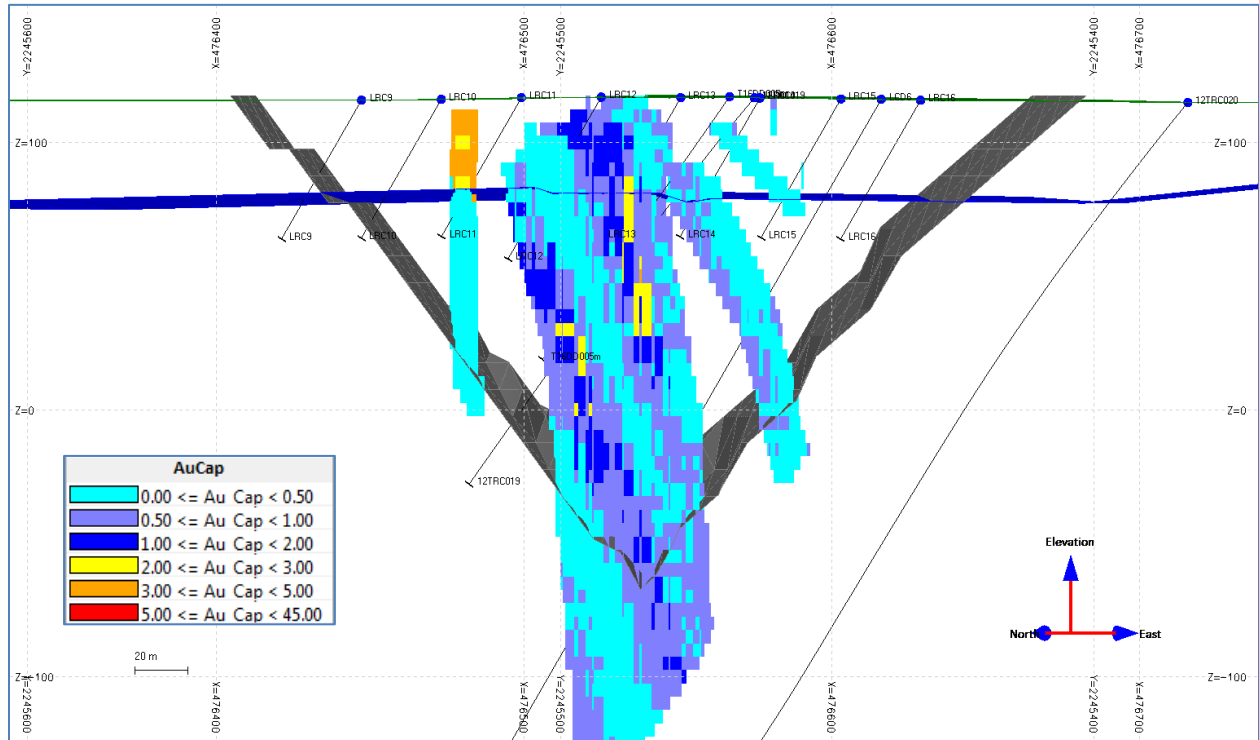 Y=2245600
X=476400
X=476500
Y=2245500
X=476600
Y=2245400
X=476700
LRC9
LRC10
LRC11
LRC12
LRC13
LRC15
LCD6
LRC16
12TRC020
Z=100
Z=100
LRC9
LRC10
LRC11
LRC12
LRC13
LRC14
LRC15
LRC16
Z=0
Z=0
12TRC019
AuCap
0.00 <= Au Cap < 0.50
0.50 <= Au Cap < 1.00
1.00 <= Au Cap < 2.00
2.00 <= Au Cap < 3.00
3.00 <= Au Cap < 5.00
5.00 <= Au Cap < 45.00
Elevation
North
East
20 m
Z=-100
Z=-100
Y=2245600
X=476400
X=476500
Y=2245500
X=476600
Y=2245400
X=476700